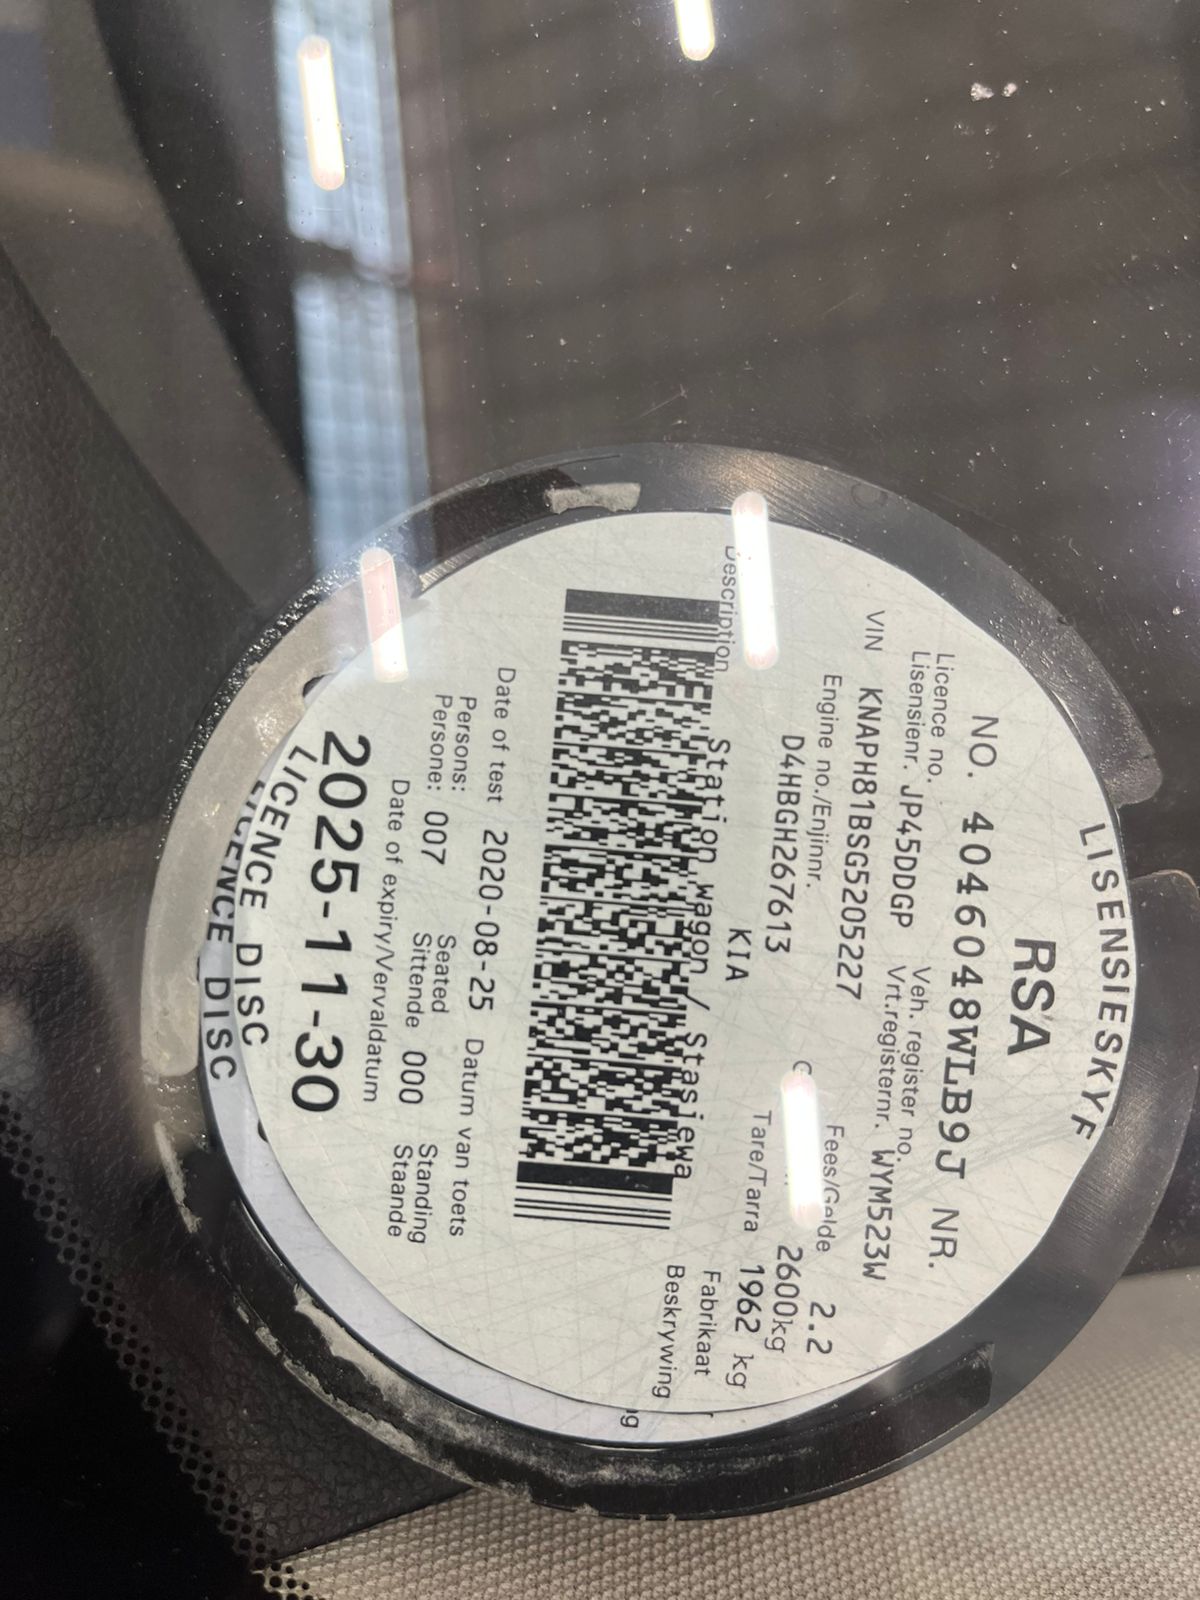 LISENSIESKYF
RSA
NO. 4046048WLB9J NR.
Licence no. Veh. register no.
Lisensienr. JP45DDGP Vrt.registernr. WYM523W
VIN KNAPH81BSG5205227
Engine no./Enjinnr. Fees/Gelde 2.2
D4HBGH267613 2600kg
Tare/Tarra 1962 kg
KIA Fabrikaat
Description Station wagon / Stasiewa Beskrywing
Date of test 2020-08-25 Datum van toets
Persons: Seated Standing
Persone: 007 Sittende 000 Staande
Date of expiry/Vervaldatum
2025-11-30
LICENCE DISC
DISC